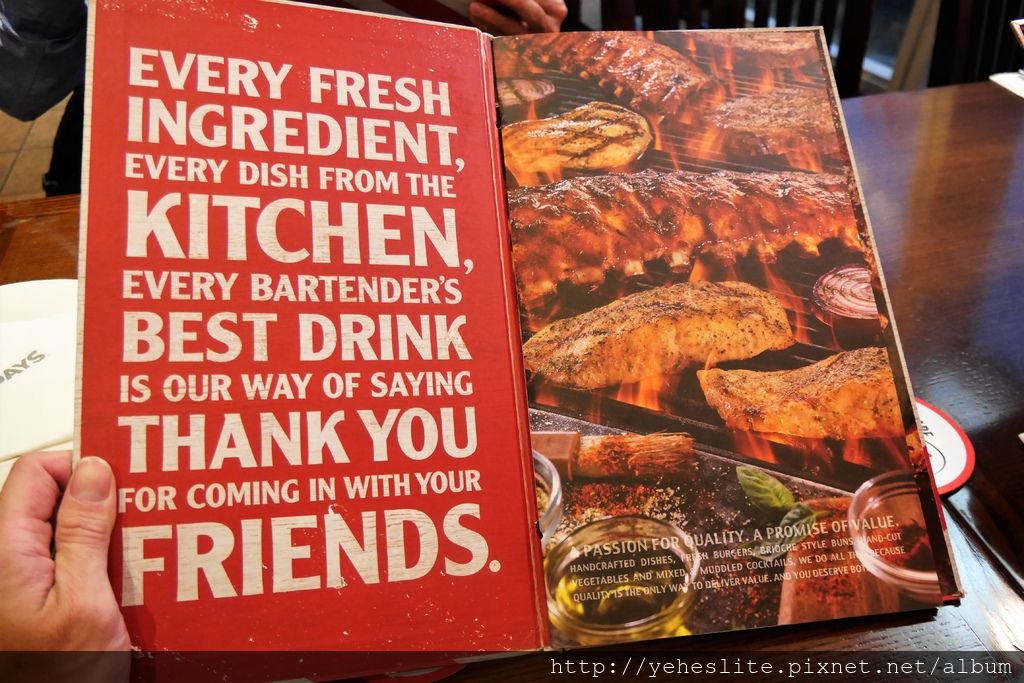 EVERY FRESH
INGREDIENT,
EVERY DISH FROM THE
KITCHEN,
EVERY BARTENDER'S
BEST DRINK
IS OUR WAY OF SAYING
THANK YOU
FOR COMING IN WITH YOUR
FRIENDS.
A PASSION FOR QUALITY. A PROMISE OF VALUE.
HANDCRAFTED DISHES, FRESH BURGERS, BRIOCHE STYLE BUNS, HAND-CUT
VEGETABLES AND MIXED, MUDDLED COCKTAILS. WE DO ALL THIS BECAUSE
QUALITY IS THE ONLY WAY TO DELIVER VALUE. AND YOU DESERVE BOTH.
DAYS
http://yeheslite.pixnet.net/album